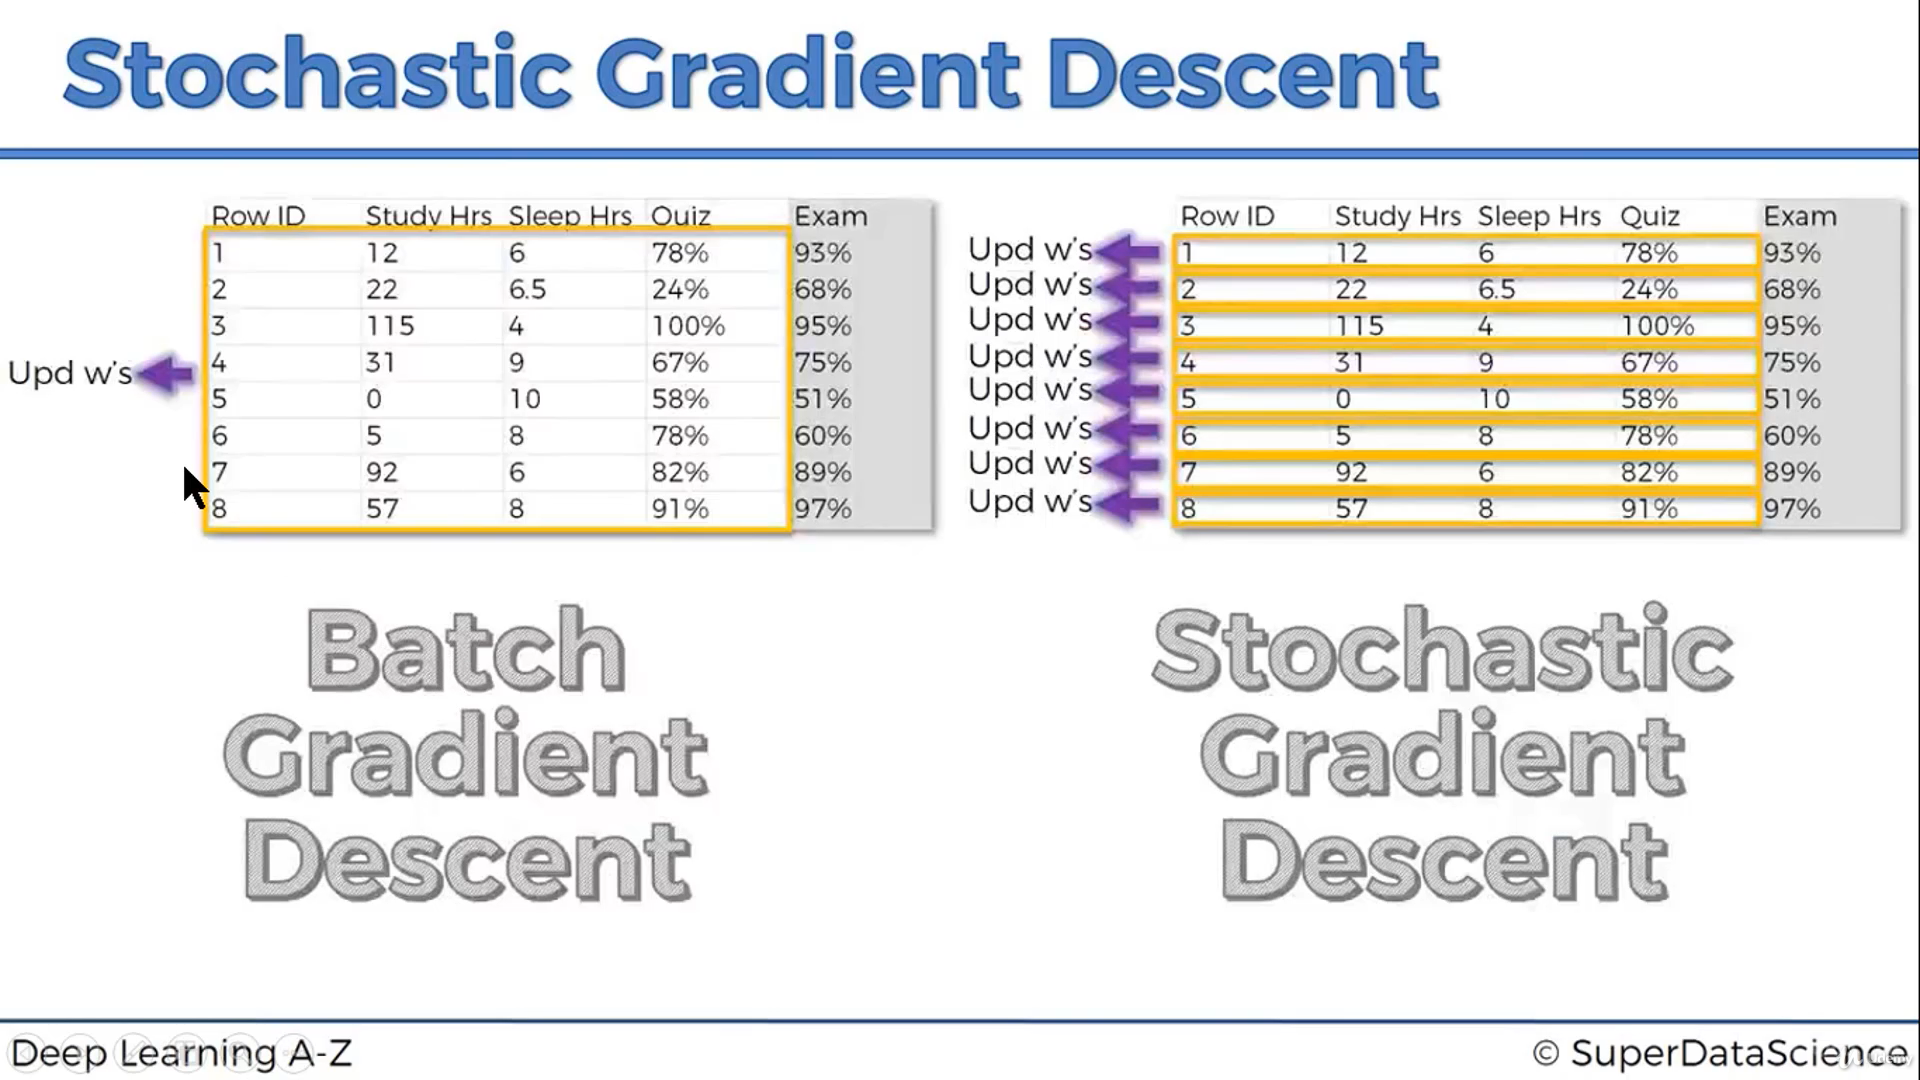 Stochastic Gradient Descent
Row ID Study Hrs Sleep Hrs Quiz Exam
1 12 6 78% 93%
2 22 6.5 24% 68%
3 115 4 100% 95%
4 31 9 67% 75%
5 0 10 58% 51%
6 5 8 78% 60%
7 92 6 82% 89%
8 57 8 91% 97%
Upd w's
Row ID Study Hrs Sleep Hrs Quiz Exam
Upd w's 1 12 6 78% 93%
Upd w's 2 22 6.5 24% 68%
Upd w's 3 115 4 100% 95%
Upd w's 4 31 9 67% 75%
Upd w's 5 0 10 58% 51%
Upd w's 6 5 8 78% 60%
Upd w's 7 92 6 82% 89%
Upd w's 8 57 8 91% 97%
Batch
Gradient
Descent
Stochastic
Gradient
Descent
Deep Learning A-Z
© SuperDataScience